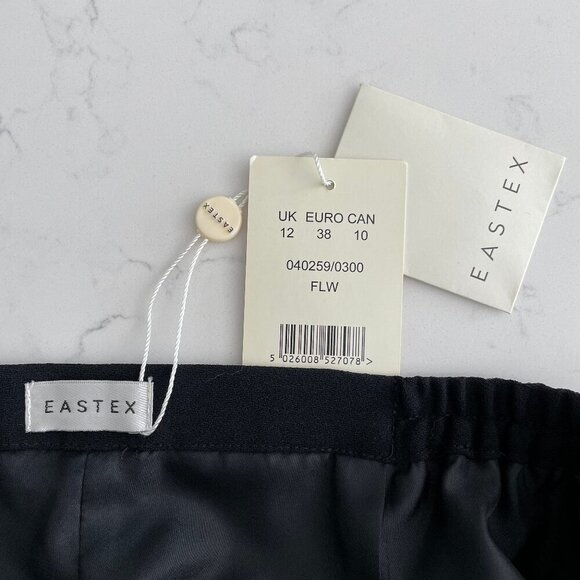 EASTEX
UK EURO CAN
12 38 10
040259/0300
FLW
5 026008 527078 >
EASTEX
EASTEX